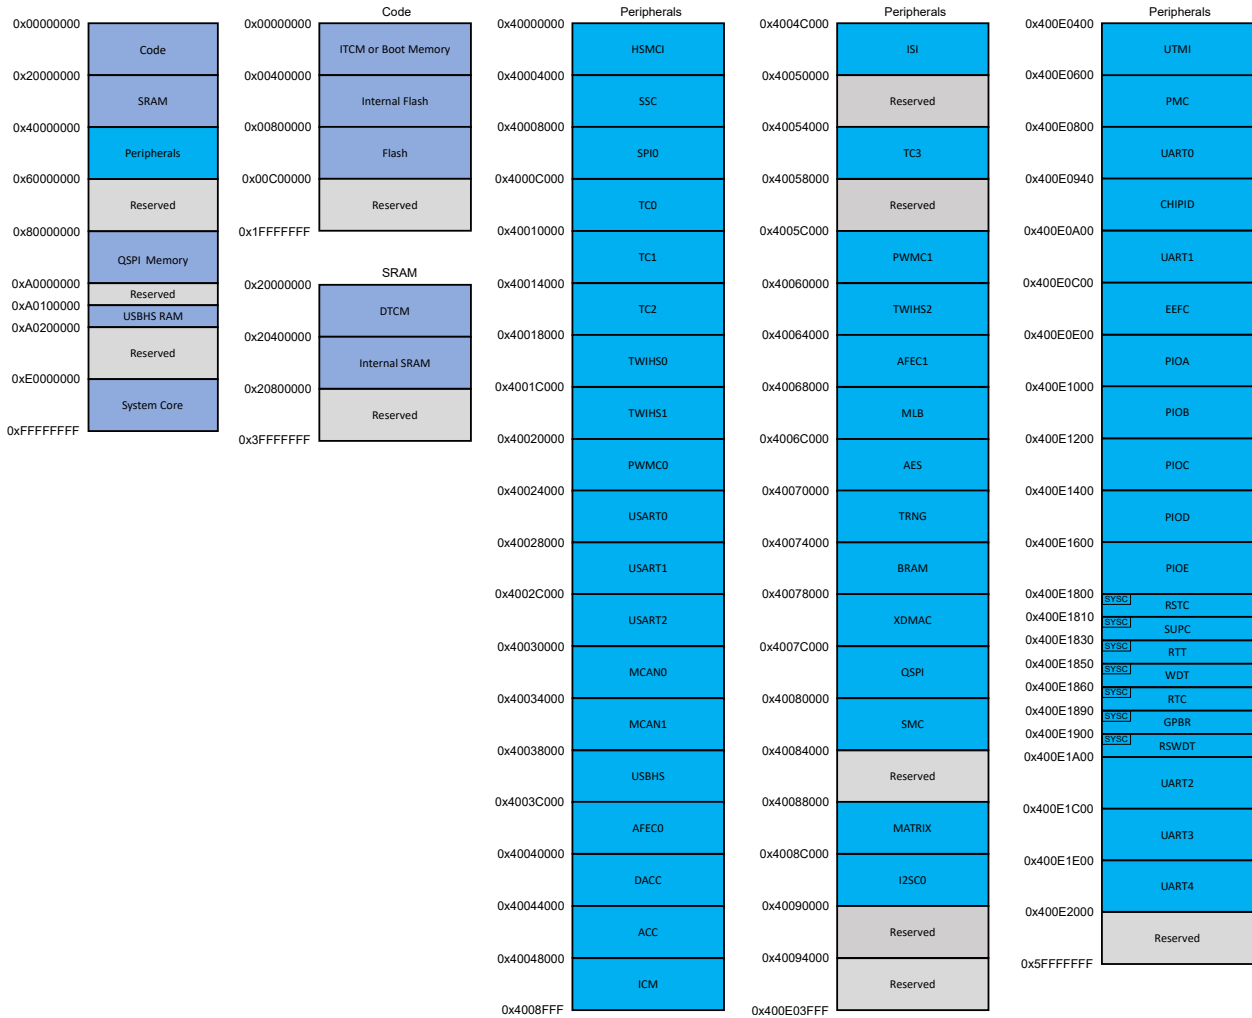 Code
Peripherals
Peripherals
Peripherals
0x00000000
Code
0x20000000
SRAM
0x40000000
Peripherals
0x60000000
Reserved
0x80000000
QSPI Memory
0xA0000000
Reserved
0xA0100000
USBHS RAM
0xA0200000
Reserved
0xE0000000
System Core
0xFFFFFFFF
0x00000000
ITCM or Boot Memory
0x00400000
Internal Flash
0x00800000
Flash
0x00C00000
Reserved
0x1FFFFFFF
SRAM
0x20000000
DTCM
0x20400000
Internal SRAM
0x20800000
Reserved
0x3FFFFFFF
0x40000000
HSMCI
0x40004000
SSC
0x40008000
SPI0
0x4000C000
TC0
0x40010000
TC1
0x40014000
TC2
0x40018000
TWIHS0
0x4001C000
TWIHS1
0x40020000
PWMC0
0x40024000
USART0
0x40028000
USART1
0x4002C000
USART2
0x40030000
MCAN0
0x40034000
MCAN1
0x40038000
USBHS
0x4003C000
AFEC0
0x40040000
DACC
0x40044000
ACC
0x40048000
ICM
0x4008FFF
0x4004C000
ISI
0x40050000
Reserved
0x40054000
TC3
0x40058000
Reserved
0x4005C000
PWMC1
0x40060000
TWIHS2
0x40064000
AFEC1
0x40068000
MLB
0x4006C000
AES
0x40070000
TRNG
0x40074000
BRAM
0x40078000
XDMAC
0x4007C000
QSPI
0x40080000
SMC
0x40084000
Reserved
0x40088000
MATRIX
0x4008C000
I2SC0
0x40090000
Reserved
0x40094000
Reserved
0x400E03FFF
0x400E0400
UTMI
0x400E0600
PMC
0x400E0800
UART0
0x400E0940
CHIPID
0x400E0A00
UART1
0x400E0C00
EEFC
0x400E0E00
PIOA
0x400E1000
PIOB
0x400E1200
PIOC
0x400E1400
PIOD
0x400E1600
PIOE
0x400E1800
SYSC
RSTC
0x400E1810
SYSC
SUPC
0x400E1830
SYSC
RTT
0x400E1850
SYSC
WDT
0x400E1860
SYSC
RTC
0x400E1890
SYSC
GPBR
0x400E1900
SYSC
RSWDT
0x400E1A00
UART2
0x400E1C00
UART3
0x400E1E00
UART4
0x400E2000
Reserved
0x5FFFFFFF